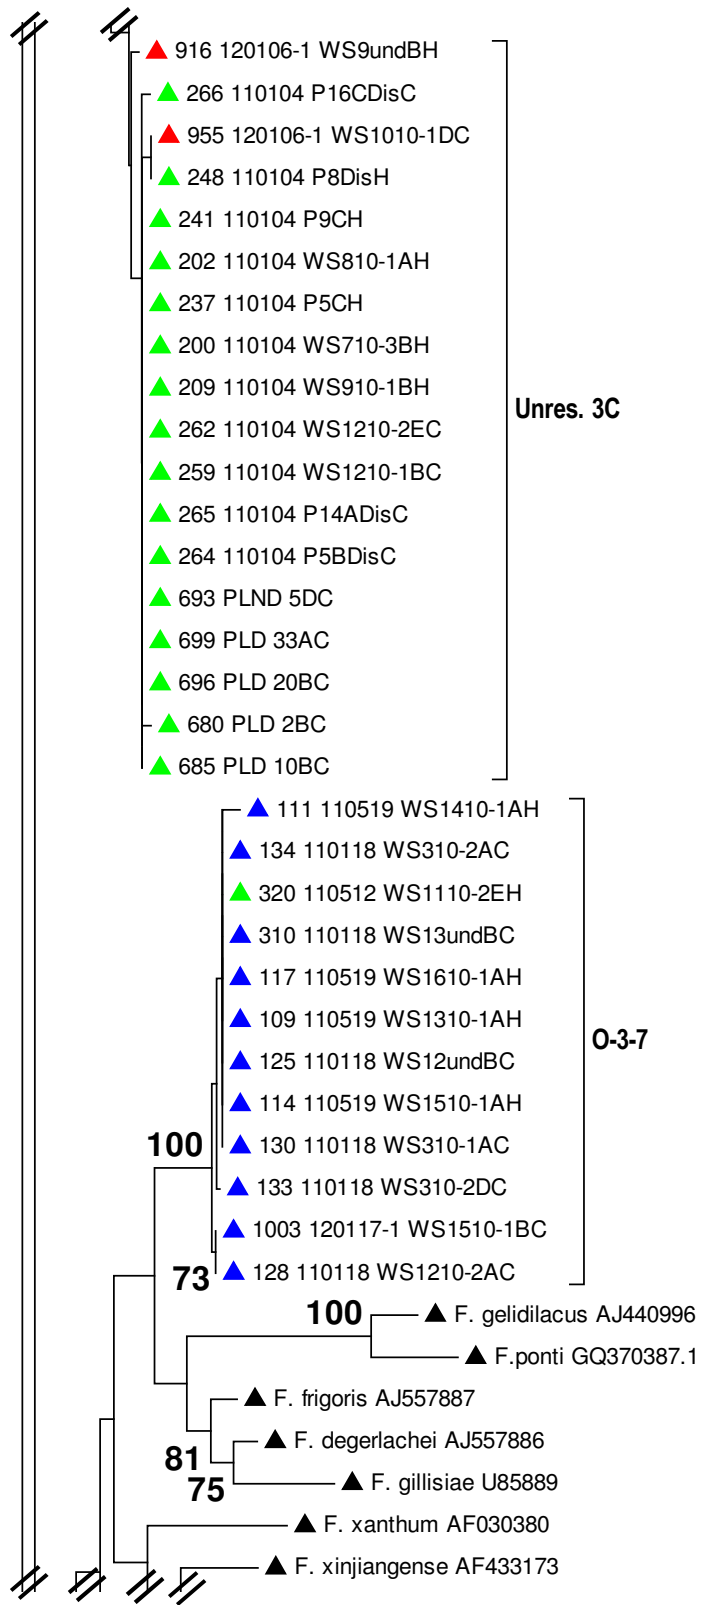 916 120106-1 WS9undBH
266 110104 P16CDisC
955 120106-1 WS1010-1DC
248 110104 P8DisH
241 110104 P9CH
202 110104 WS810-1AH
237 110104 P5CH
200 110104 WS710-3BH
209 110104 WS910-1BH
Unres. 3C
262 110104 WS1210-2EC
259 110104 WS1210-1BC
265 110104 P14ADisC
264 110104 P5BDisC
693 PLND 5DC
699 PLD 33AC
696 PLD 20BC
680 PLD 2BC
685 PLD 10BC
111 110519 WS1410-1AH
134 110118 WS310-2AC
320 110512 WS1110-2EH
310 110118 WS13undBC
117 110519 WS1610-1AH
109 110519 WS1310-1AH
O-3-7
125 110118 WS12undBC
114 110519 WS1510-1AH
100
130 110118 WS310-1AC
133 110118 WS310-2DC
1003 120117-1 WS1510-1BC
73
128 110118 WS1210-2AC
100
F. gelidilacus AJ440996
F.ponti GQ370387.1
F. frigoris AJ557887
F. degerlachei AJ557886
81
75
F. gillisiae U85889
F. xanthum AF030380
F. xinjiangense AF433173